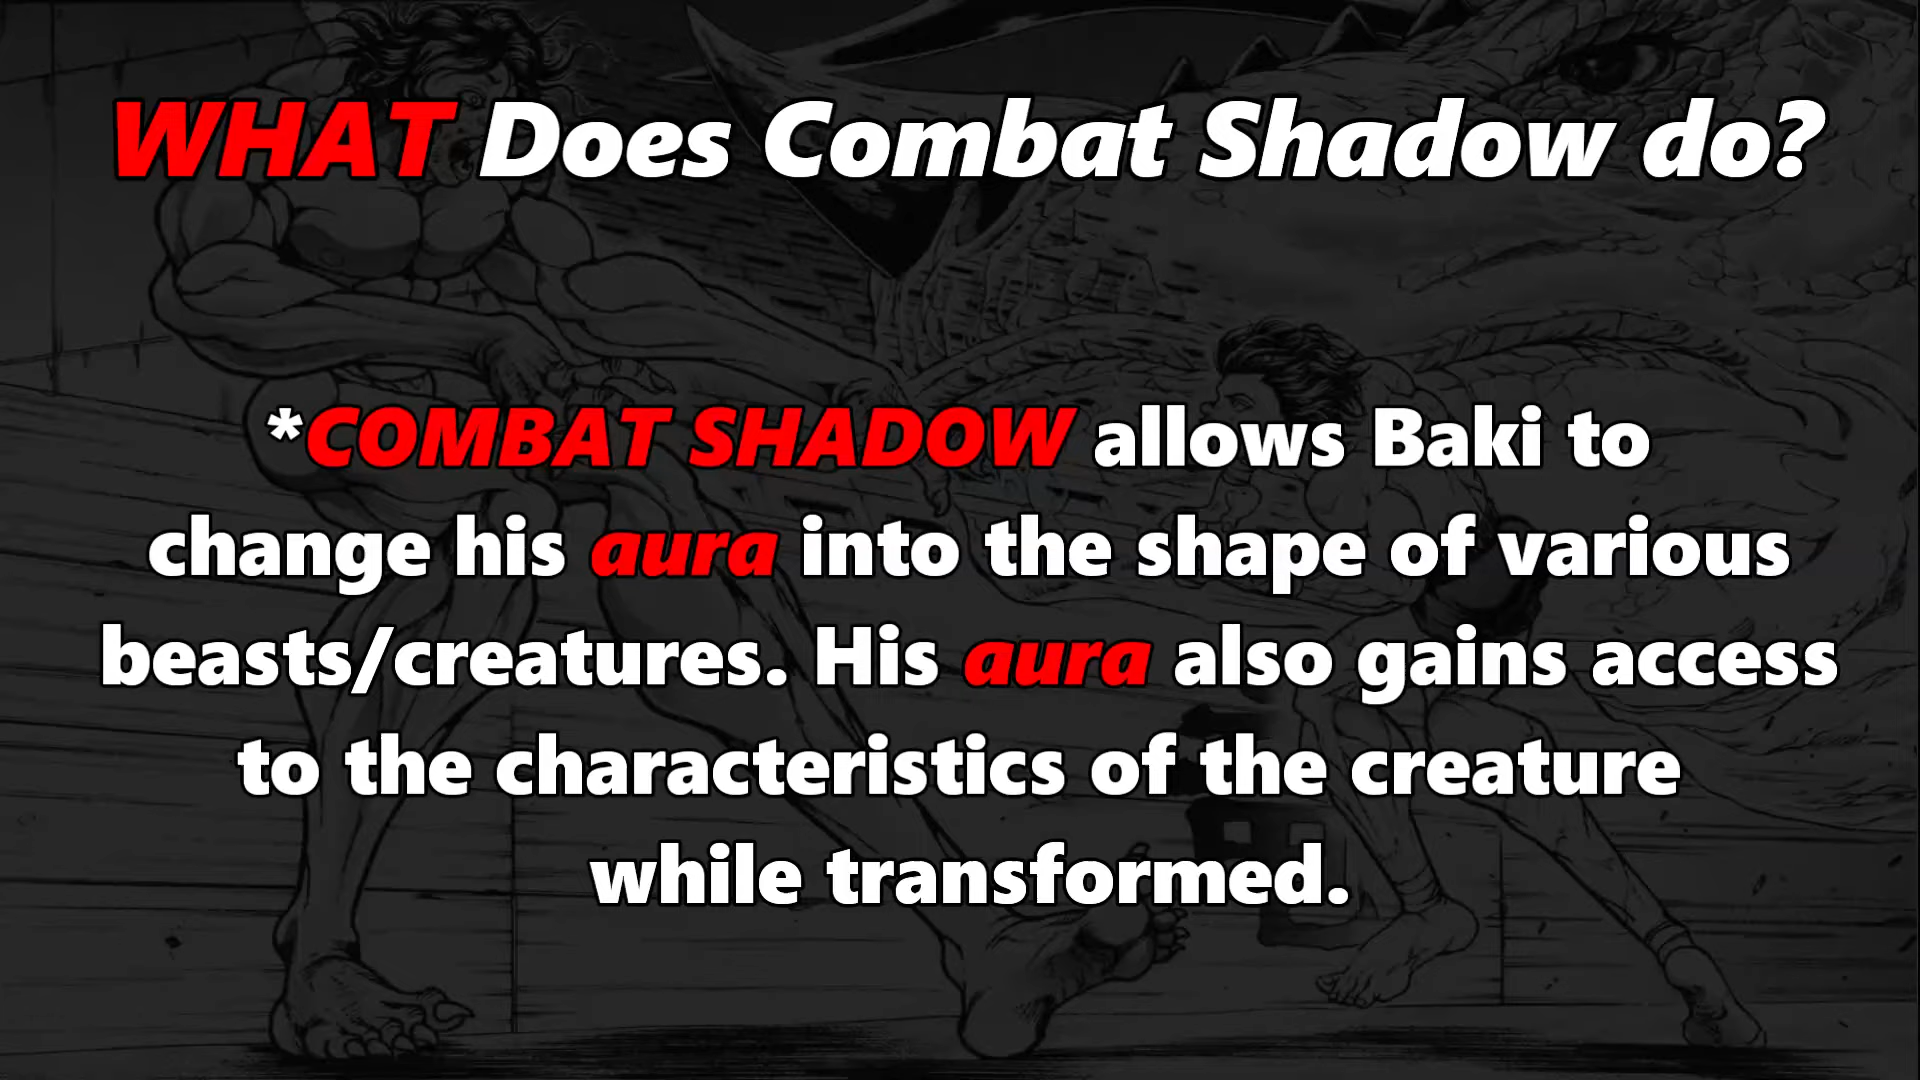 WHAT Does Combat Shadow do?
*COMBAT SHADOW allows Baki to
change his aura into the shape of various
beasts/creatures. His aura also gains access
to the characteristics of the creature
while transformed.